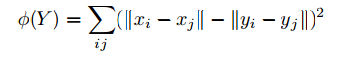 ϕ(Y) = ∑_{ij} (‖x_i − x_j‖ − ‖y_i − y_j‖)²